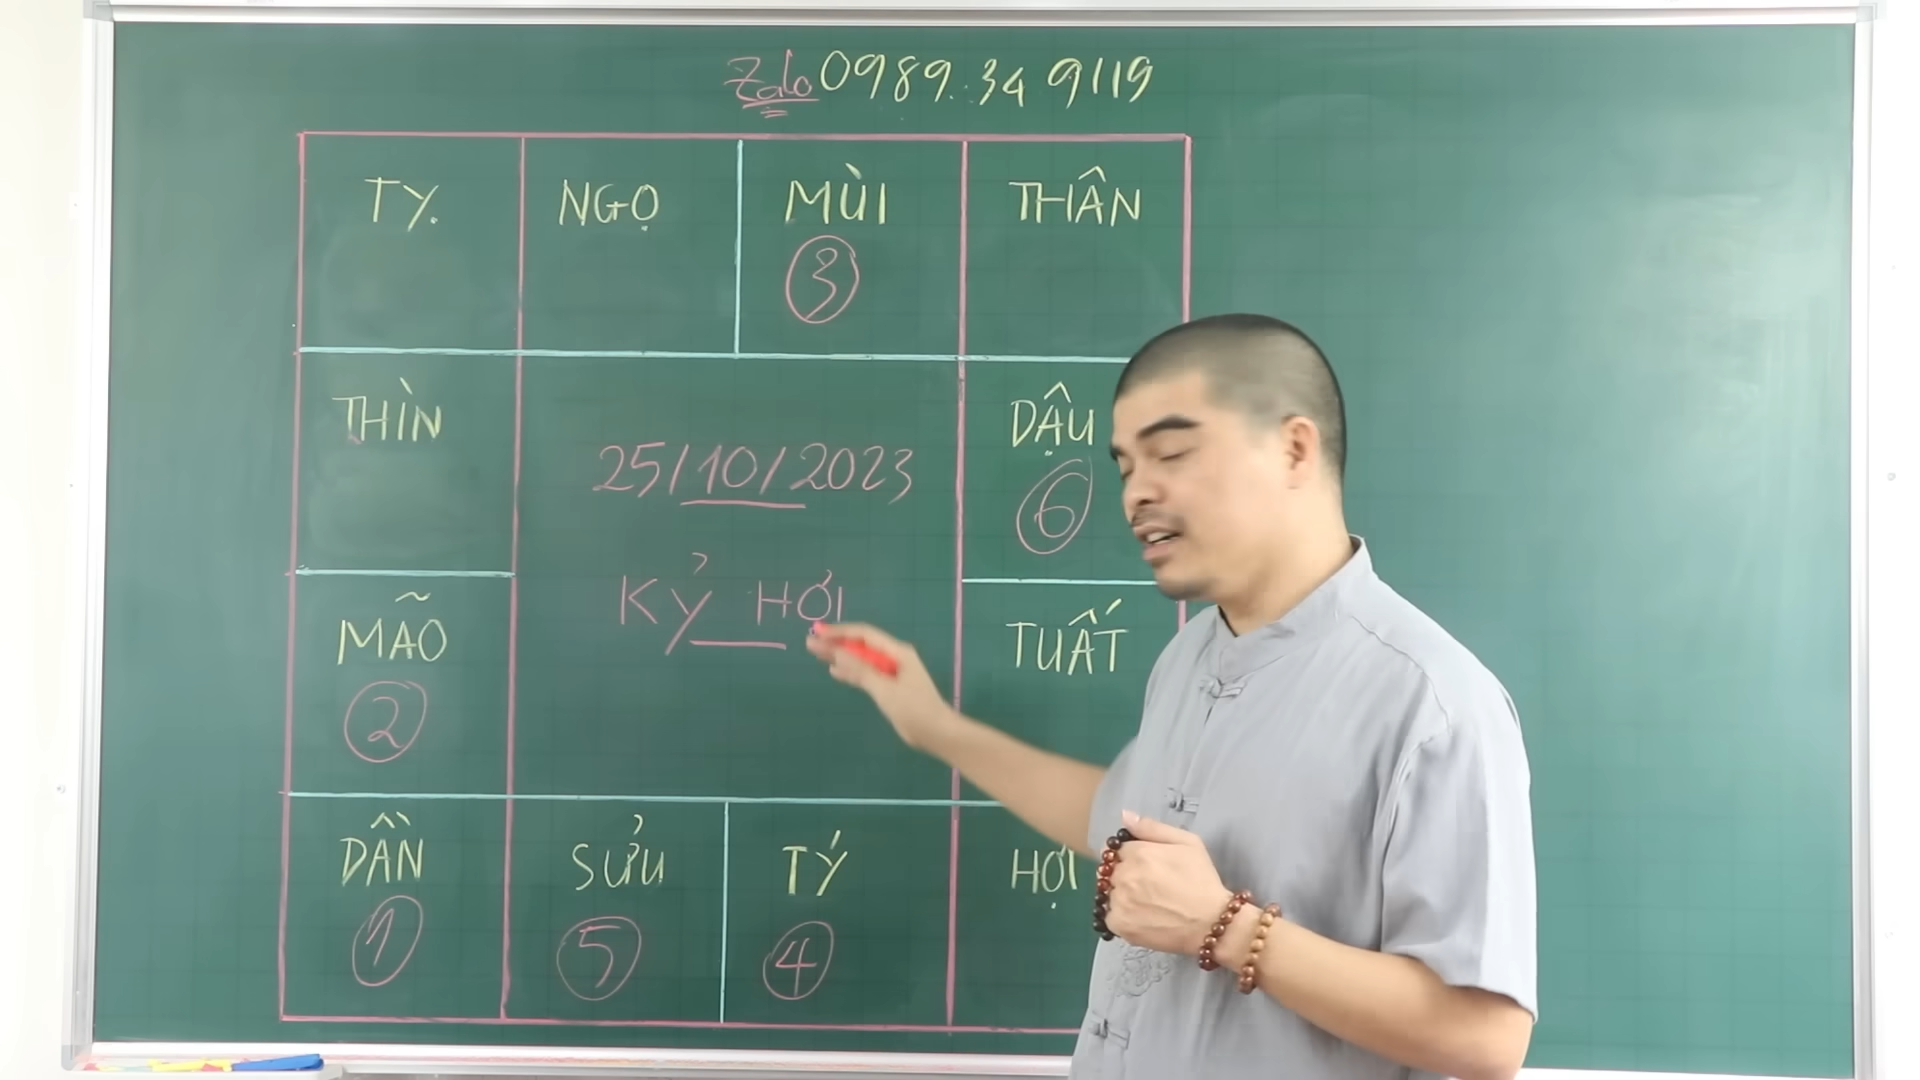 Zalo 0989.34 9119
TỴ
NGỌ
MÙI
THÂN
③
THÌN
DẬU
25/10/2023
⑥
KỶ HỢI
MÃO
TUẤT
②
DẦN
SỬU
TÝ
HỢI
①
⑤
④